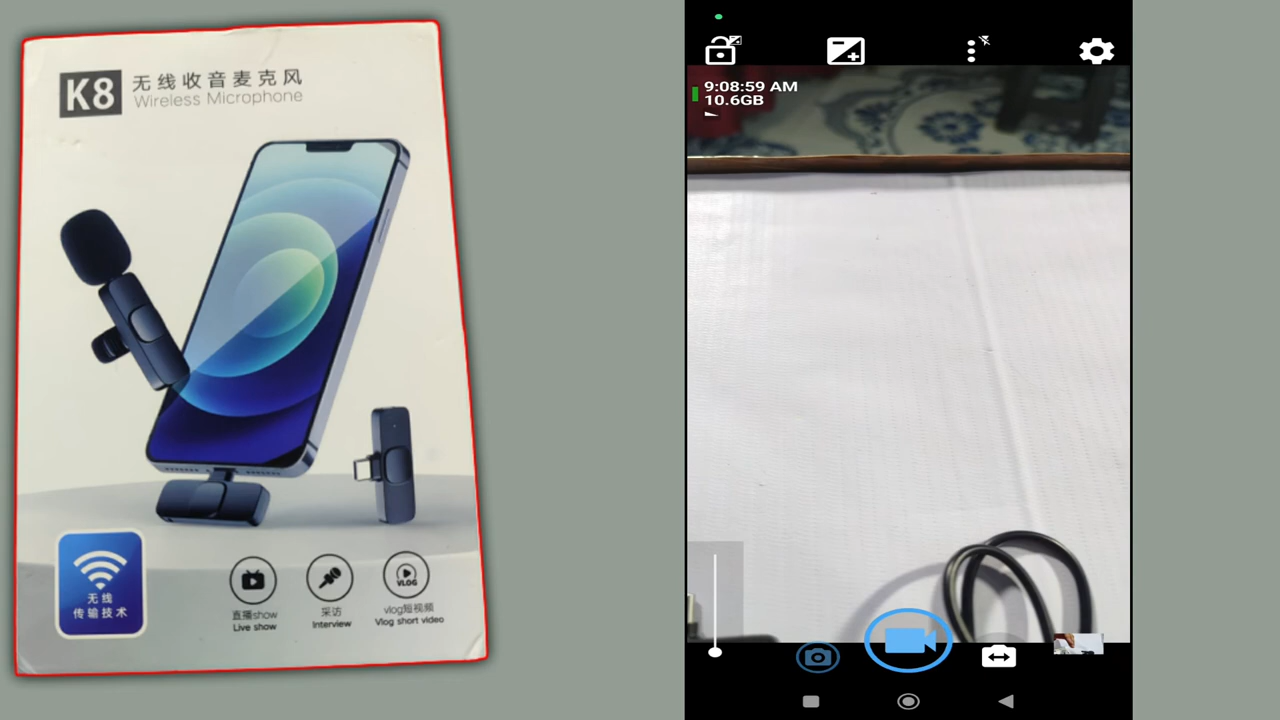 K8 无线收音麦克风
Wireless Microphone
无线
传输技术
直播show
Live show
采访
Interview
VLOG
vlog短视频
Vlog short video
9:08:59 AM
10.6GB